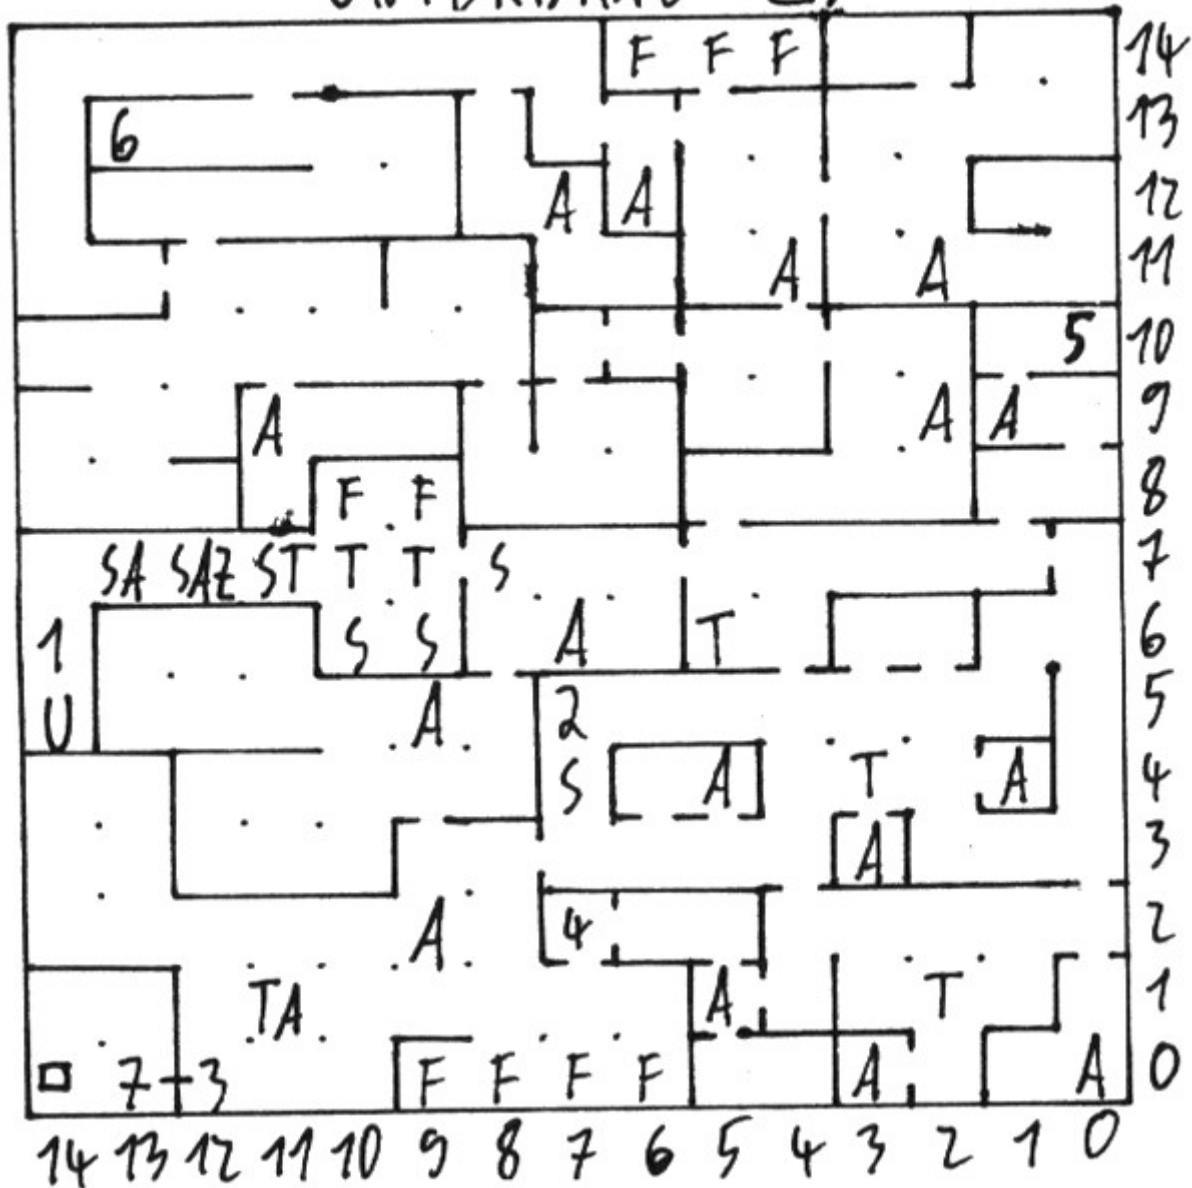 F F F 14
13
6
A A 12
A A 11
5 10
A A A 9
F F 8
SA SAZ ST T T S 7
1 S S A T 6
U A 2 5
S A T A 4
A 3
A 4 2
TA A T 1
7 3 F F F F A A 0
14 13 12 11 10 9 8 7 6 5 4 3 2 1 0